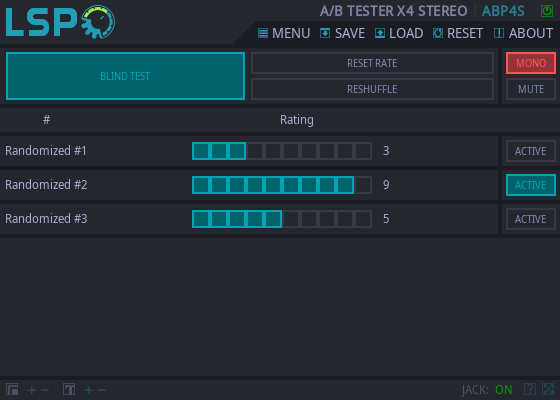 LSP A/B TESTER X4 STEREO ABP4S
MENU SAVE LOAD RESET ABOUT
BLIND TEST RESET RATE MONO
RESHUFFLE MUTE
# Rating
Randomized #1 3 ACTIVE
Randomized #2 9 ACTIVE
Randomized #3 5 ACTIVE
+ − T + − JACK: ON ?